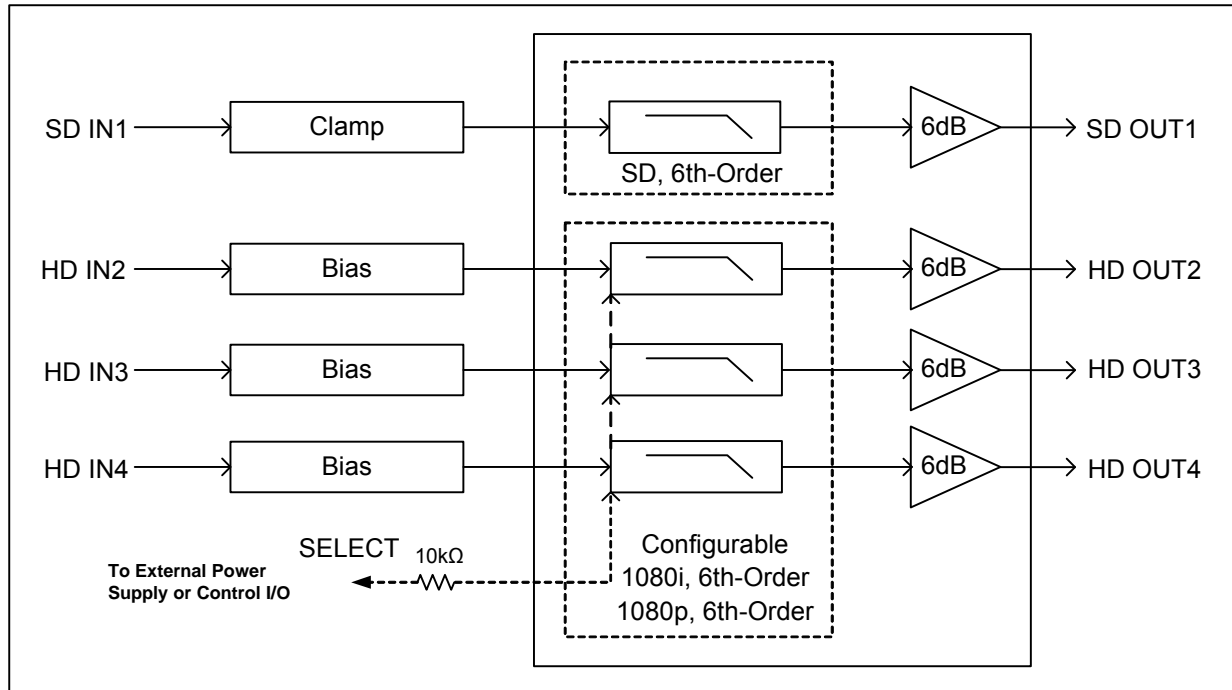 SD IN1
Clamp
SD, 6th-Order
6dB
SD OUT1
HD IN2
Bias
6dB
HD OUT2
HD IN3
Bias
6dB
HD OUT3
HD IN4
Bias
6dB
HD OUT4
SELECT
10kΩ
To External Power
Supply or Control I/O
Configurable
1080i, 6th-Order
1080p, 6th-Order